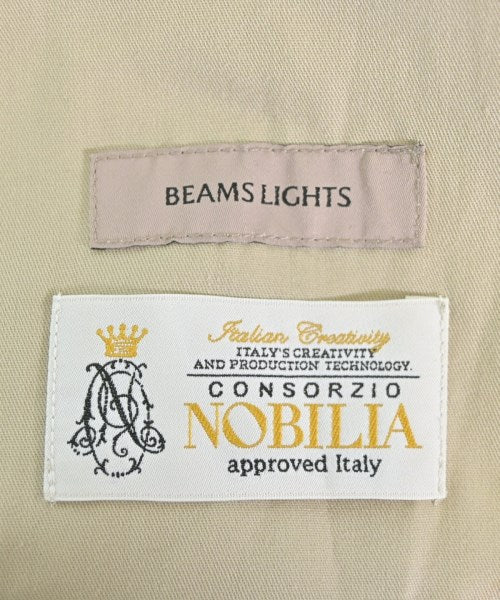 BEAMS LIGHTS
Italian Creativity
ITALY'S CREATIVITY
AND PRODUCTION TECHNOLOGY.
CONSORZIO
NOBILIA
approved Italy